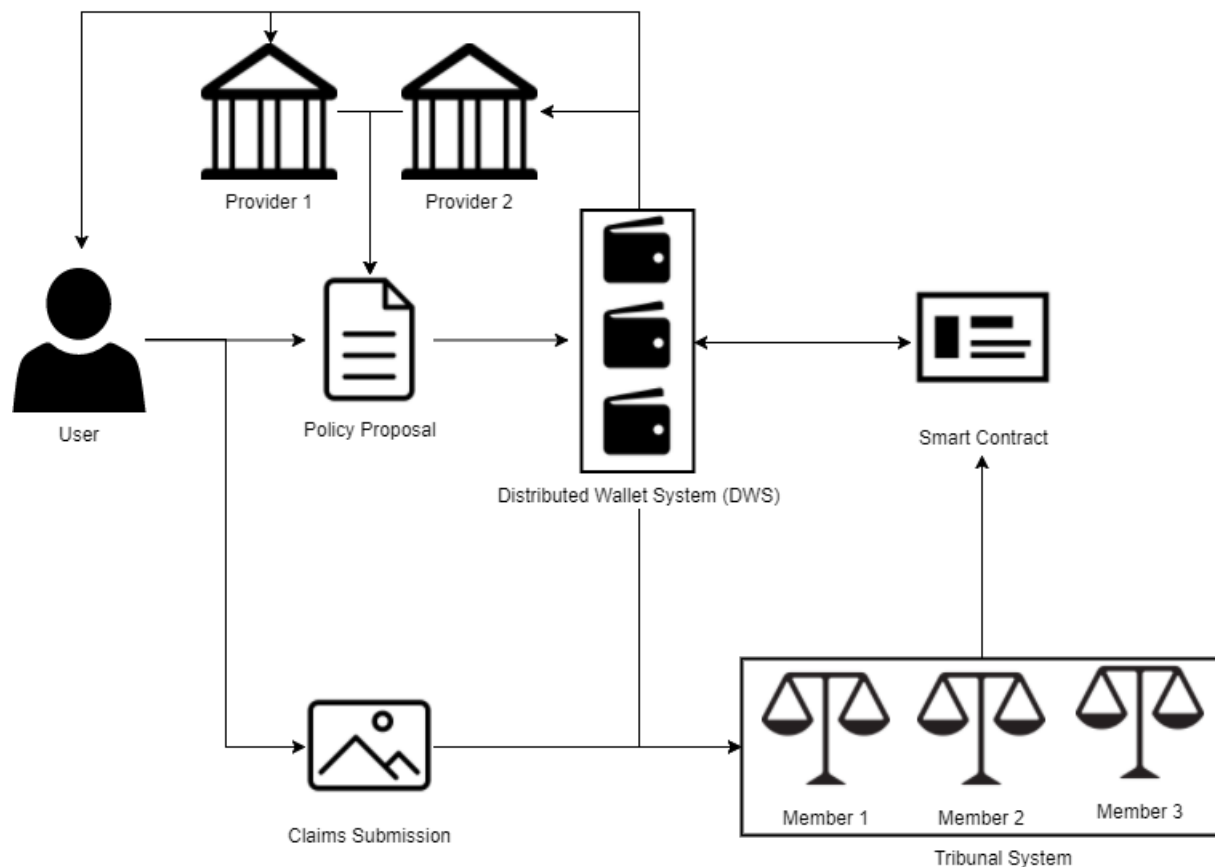 Provider 1
Provider 2
User
Policy Proposal
Smart Contract
Distributed Wallet System (DWS)
Member 1
Member 2
Member 3
Claims Submission
Tribunal System